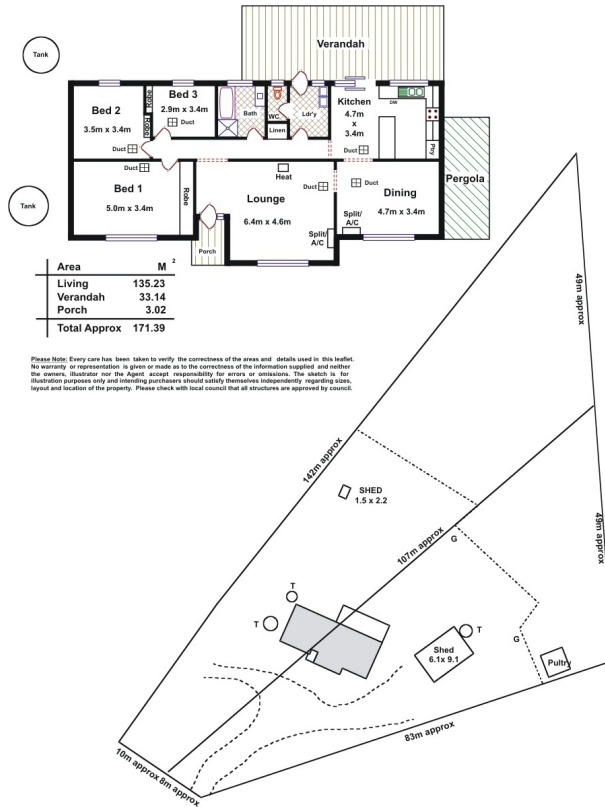 Tank
Verandah
Bed 2
3.5m x 3.4m
Duct
Robe
Robe
Bed 3
2.9m x 3.4m
Duct
Bath
WC
Linen
Ldr'y
Kitchen
4.7m
x
3.4m
Duct
DW
Ptry
Pergola
Tank
Duct
Bed 1
5.0m x 3.4m
Robe
Porch
Heat
Lounge
6.4m x 4.6m
Duct
Split/
A/C
Duct
Dining
4.7m x 3.4m
Split/
A/C
Area M 2
Living 135.23
Verandah 33.14
Porch 3.02
Total Approx 171.39
Please Note: Every care has been taken to verify the correctness of the areas and details used in this leaflet.
No warranty or representation is given or made as to the correctness of the information supplied and neither
the owners, illustrator nor the Agent accept responsibility for errors or omissions. The sketch is for
illustration purposes only and intending purchasers should satisfy themselves independently regarding sizes,
layout and location of the property. Please check with local council that all structures are approved by council.
49m approx
142m approx
SHED
1.5 x 2.2
107m approx
G
49m approx
T
T
T
Shed
6.1x 9.1
G
Pultry
83m approx
10m approx
8m approx